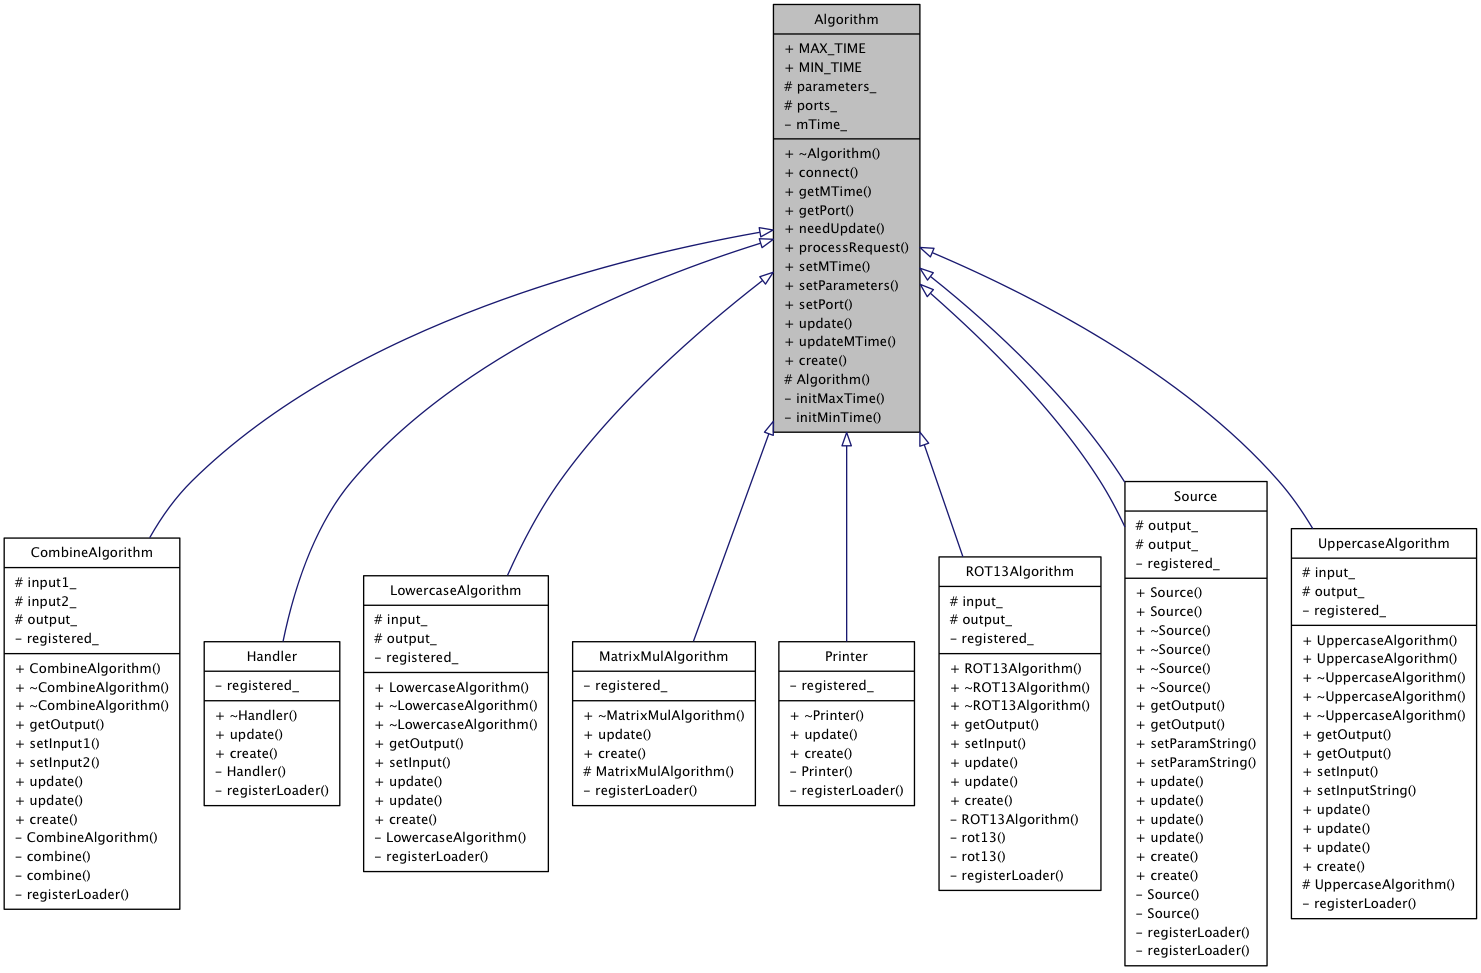 Algorithm
+ MAX_TIME
+ MIN_TIME
# parameters_
# ports_
– mTime_
+ ~Algorithm()
+ connect()
+ getMTime()
+ getPort()
+ needUpdate()
+ processRequest()
+ setMTime()
+ setParameters()
+ setPort()
+ update()
+ updateMTime()
+ create()
# Algorithm()
– initMaxTime()
– initMinTime()
CombineAlgorithm
# input1_
# input2_
# output_
– registered_
+ CombineAlgorithm()
+ ~CombineAlgorithm()
+ ~CombineAlgorithm()
+ getOutput()
+ setInput1()
+ setInput2()
+ update()
+ update()
+ create()
– CombineAlgorithm()
– combine()
– combine()
– registerLoader()
Handler
– registered_
+ ~Handler()
+ update()
+ create()
– Handler()
– registerLoader()
LowercaseAlgorithm
# input_
# output_
– registered_
+ LowercaseAlgorithm()
+ ~LowercaseAlgorithm()
+ ~LowercaseAlgorithm()
+ getOutput()
+ setInput()
+ update()
+ update()
+ create()
– LowercaseAlgorithm()
– registerLoader()
MatrixMulAlgorithm
– registered_
+ ~MatrixMulAlgorithm()
+ update()
+ create()
# MatrixMulAlgorithm()
– registerLoader()
Printer
– registered_
+ ~Printer()
+ update()
+ create()
– Printer()
– registerLoader()
ROT13Algorithm
# input_
# output_
– registered_
+ ROT13Algorithm()
+ ~ROT13Algorithm()
+ ~ROT13Algorithm()
+ getOutput()
+ setInput()
+ update()
+ update()
+ create()
– ROT13Algorithm()
– rot13()
– rot13()
– registerLoader()
Source
# output_
# output_
– registered_
+ Source()
+ Source()
+ ~Source()
+ ~Source()
+ ~Source()
+ ~Source()
+ getOutput()
+ getOutput()
+ setParamString()
+ setParamString()
+ update()
+ update()
+ update()
+ update()
+ create()
+ create()
– Source()
– Source()
– registerLoader()
– registerLoader()
UppercaseAlgorithm
# input_
# output_
– registered_
+ UppercaseAlgorithm()
+ UppercaseAlgorithm()
+ ~UppercaseAlgorithm()
+ ~UppercaseAlgorithm()
+ ~UppercaseAlgorithm()
+ getOutput()
+ getOutput()
+ setInput()
+ setInputString()
+ update()
+ update()
+ update()
+ create()
# UppercaseAlgorithm()
– registerLoader()